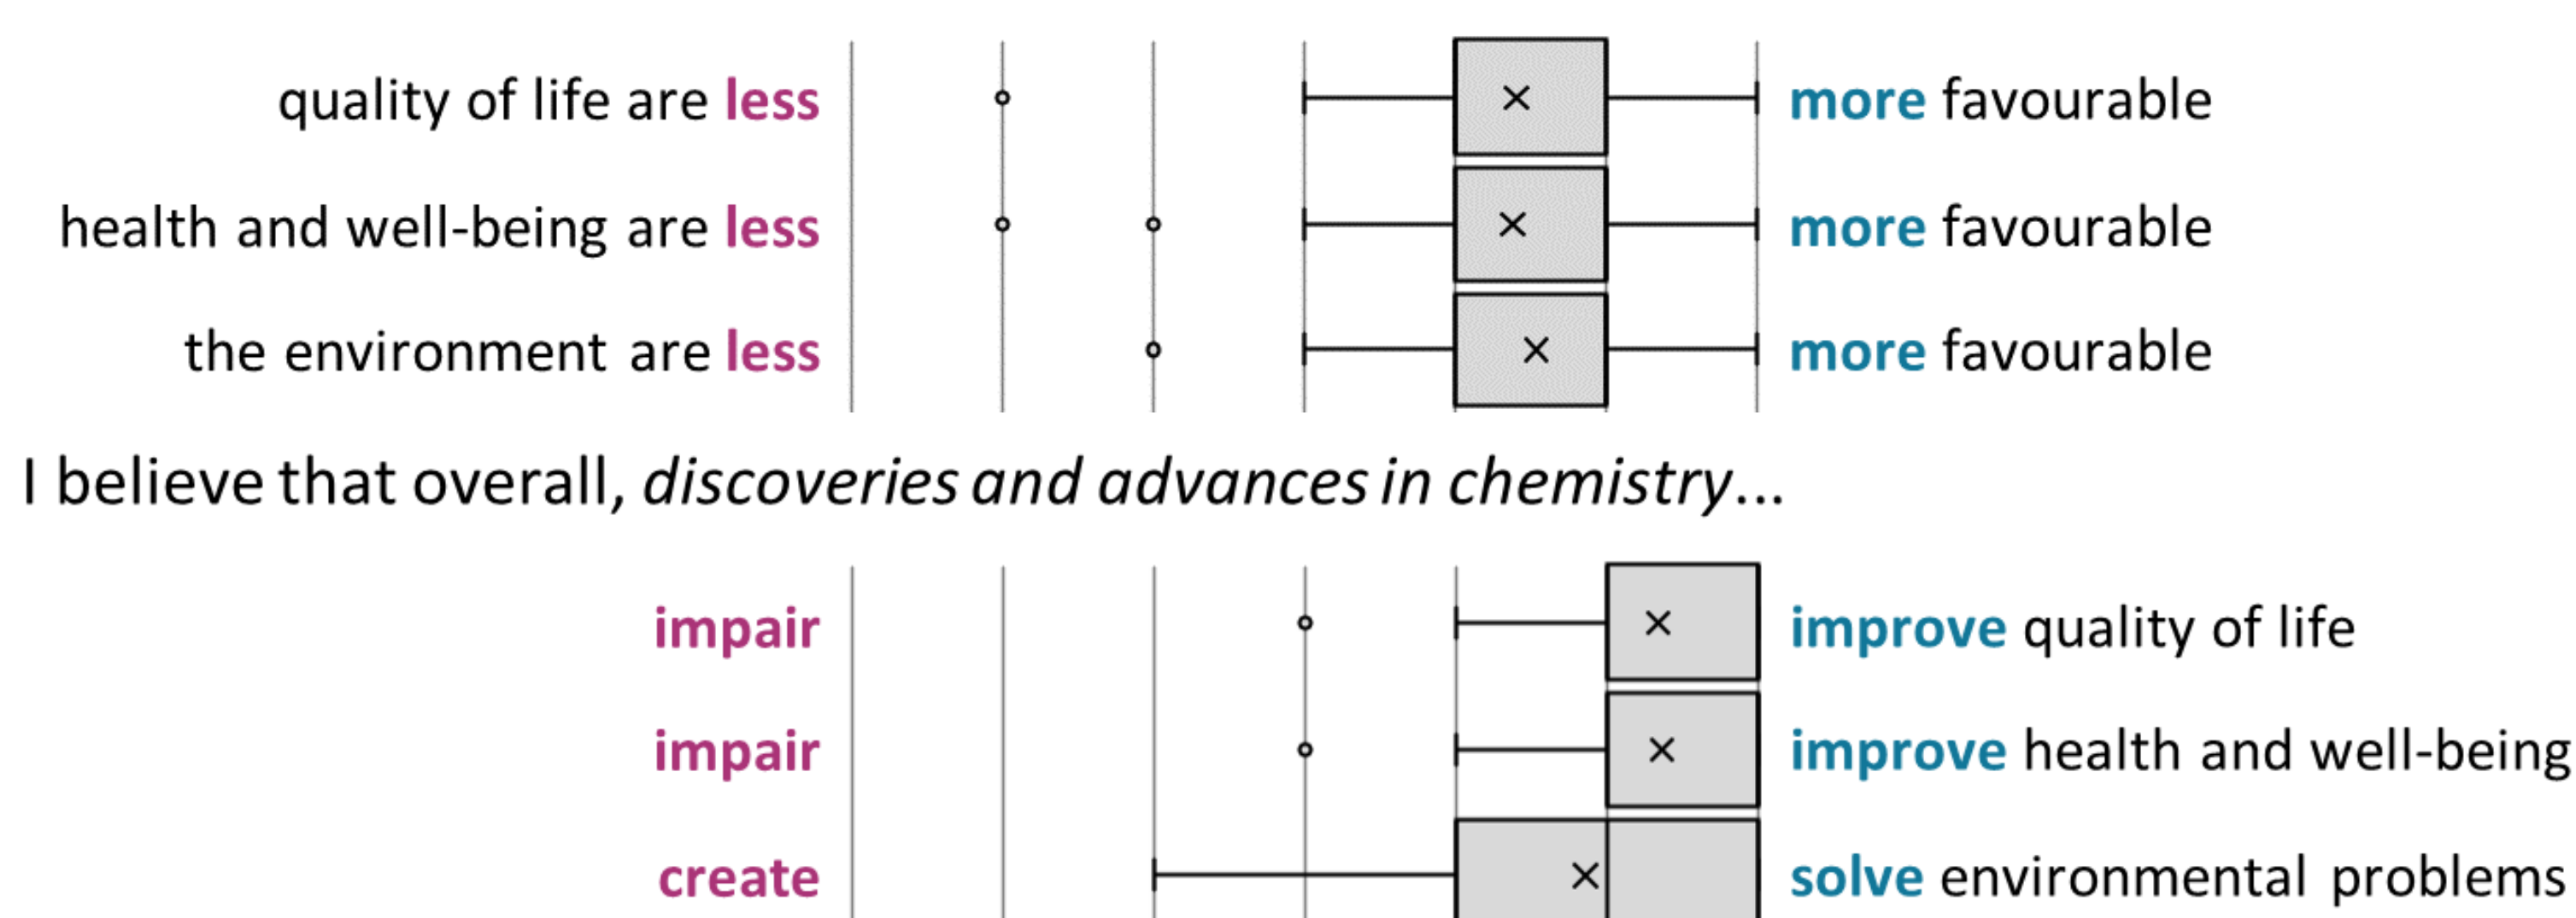 quality of life are less more favourable
health and well-being are less more favourable
the environment are less more favourable
I believe that overall, discoveries and advances in chemistry...
impair improve quality of life
impair improve health and well-being
create solve environmental problems